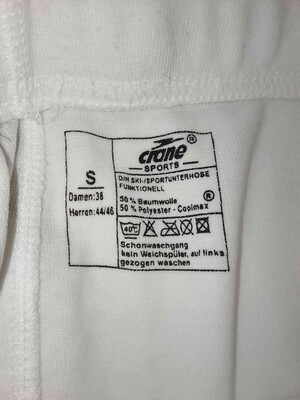 crane ®
SPORTS
S
Damen: 38
Herren: 44/46
D/H SKI-/SPORTUNTERHOSE
FUNKTIONELL
50 % Baumwolle
50 % Polyester - Coolmax ®
40°C
Schonwaschgang
kein Weichspüler, auf links
gezogen waschen